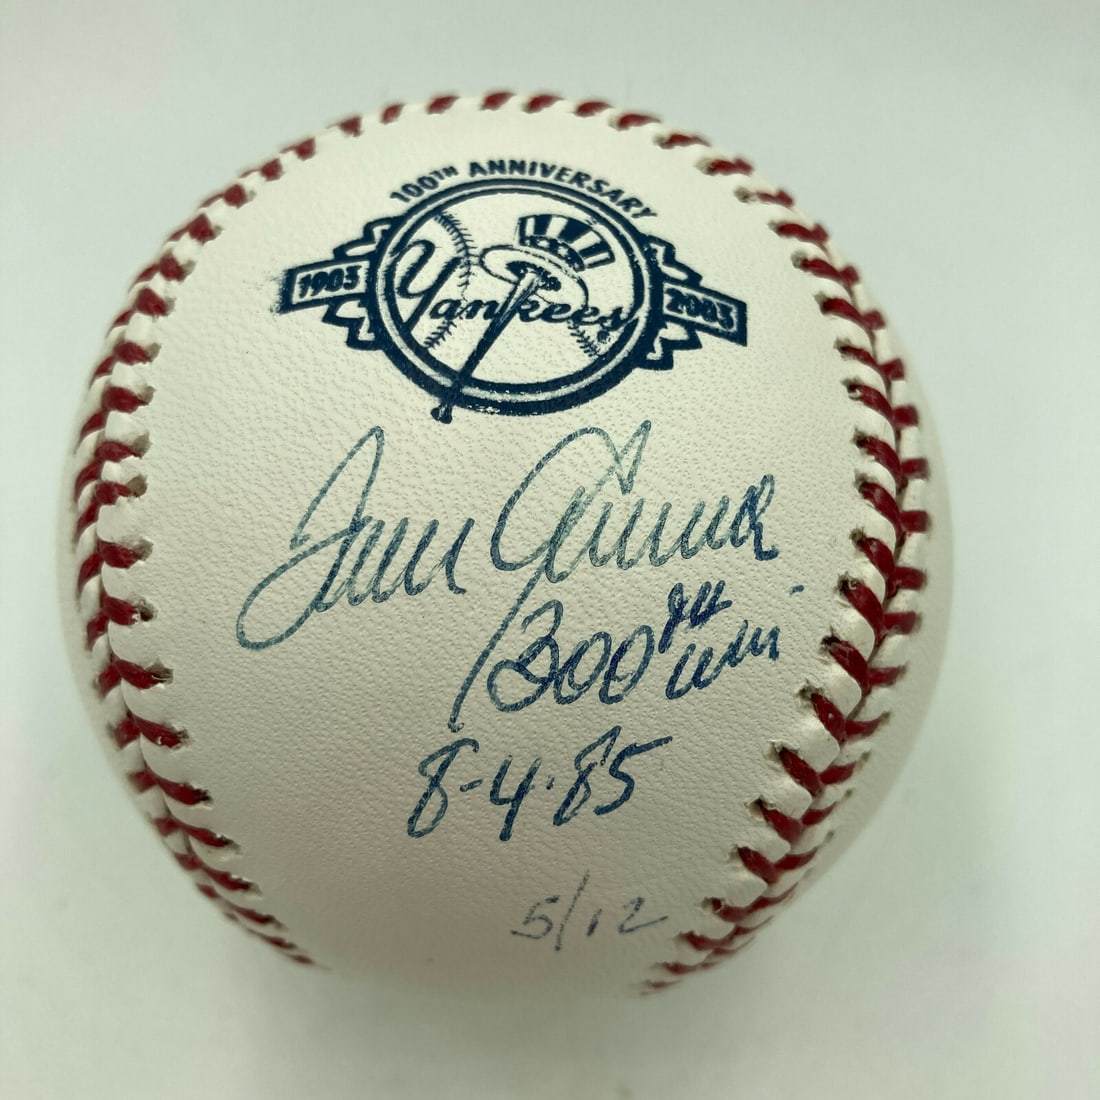 100TH ANNIVERSARY
1903 Yankees 2003
Tom Seaver
300th win
8-4-85
5/12